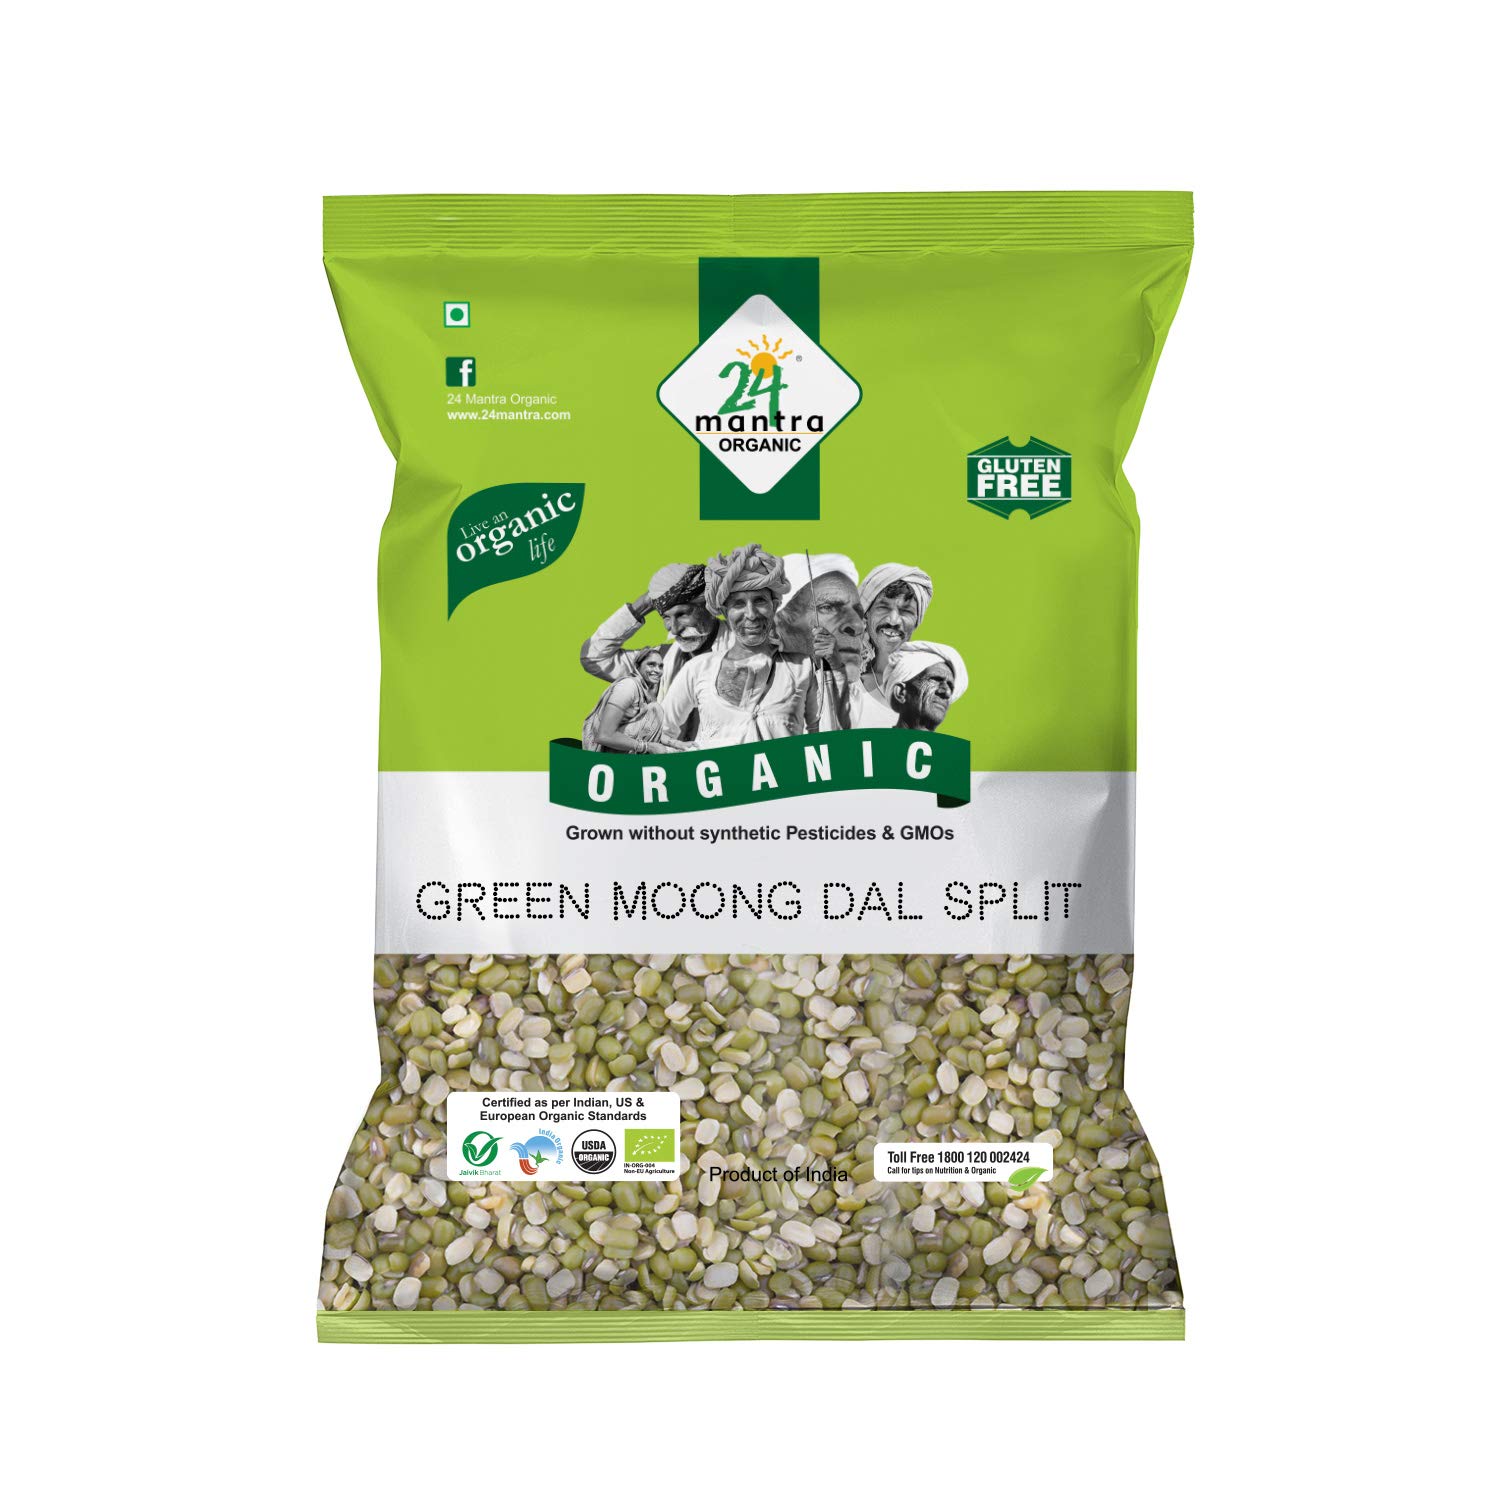 24
mantra
ORGANIC
®
f
24 Mantra Organic
www.24mantra.com
GLUTEN
FREE
Live an
organic
life
ORGANIC
Grown without synthetic Pesticides & GMOs
GREEN MOONG DAL SPLIT
Certified as per Indian, US &
European Organic Standards
Jaivik Bharat
India Organic
USDA
ORGANIC
IN-ORG-004
Non-EU Agriculture
Product of India
Toll Free 1800 120 002424
Call for tips on Nutrition & Organic